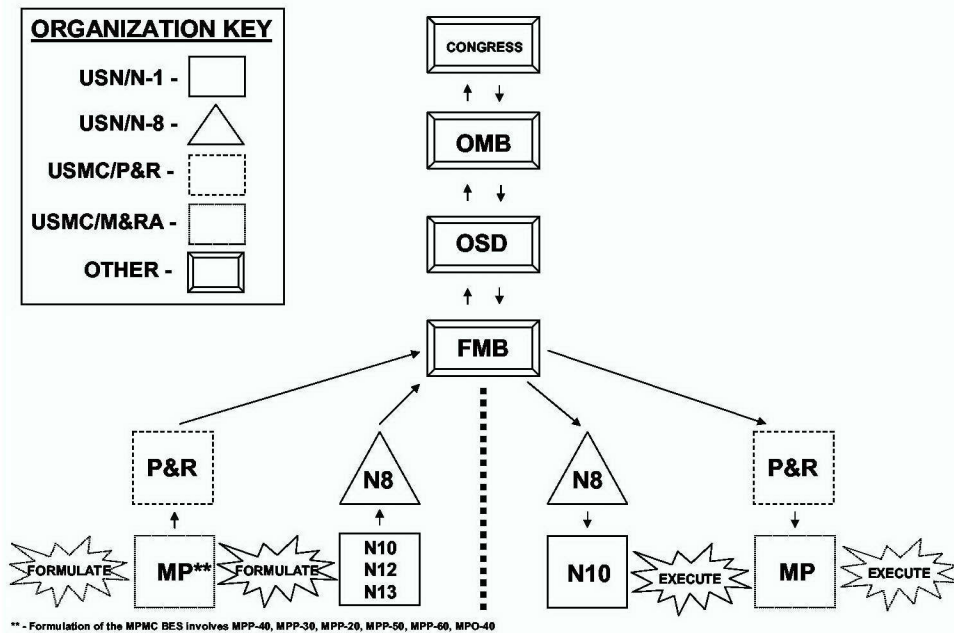 ORGANIZATION KEY
USN/N-1 -
USN/N-8 -
USMC/P&R -
USMC/M&RA -
OTHER -
CONGRESS
OMB
OSD
FMB
P&R
N8
N8
P&R
FORMULATE
MP**
FORMULATE
N10
N12
N13
N10
EXECUTE
MP
EXECUTE
** - Formulation of the MPMC BES involves MPP-40, MPP-30, MPP-20, MPP-50, MPP-60, MPO-40